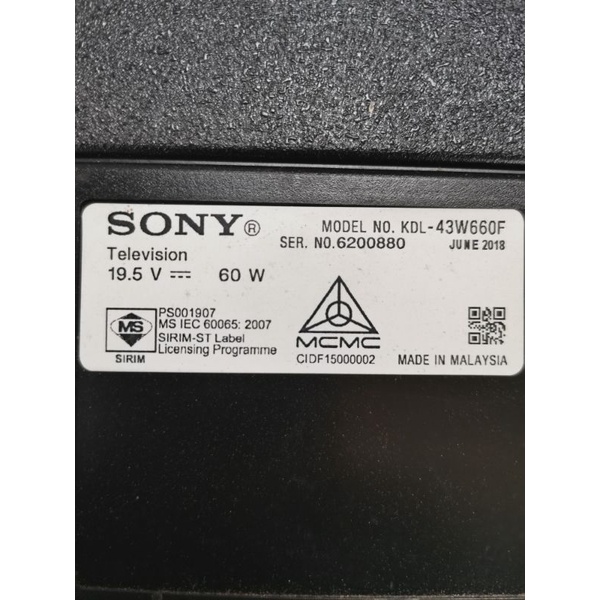 SONY®
MODEL NO. KDL-43W660F
SER. NO.6200880 JUNE 2018
Television
19.5 V ⎓ 60 W
PS001907
MS IEC 60065: 2007
SIRIM-ST Label
Licensing Programme
MS
SIRIM
MCMC
CIDF15000002
MADE IN MALAYSIA